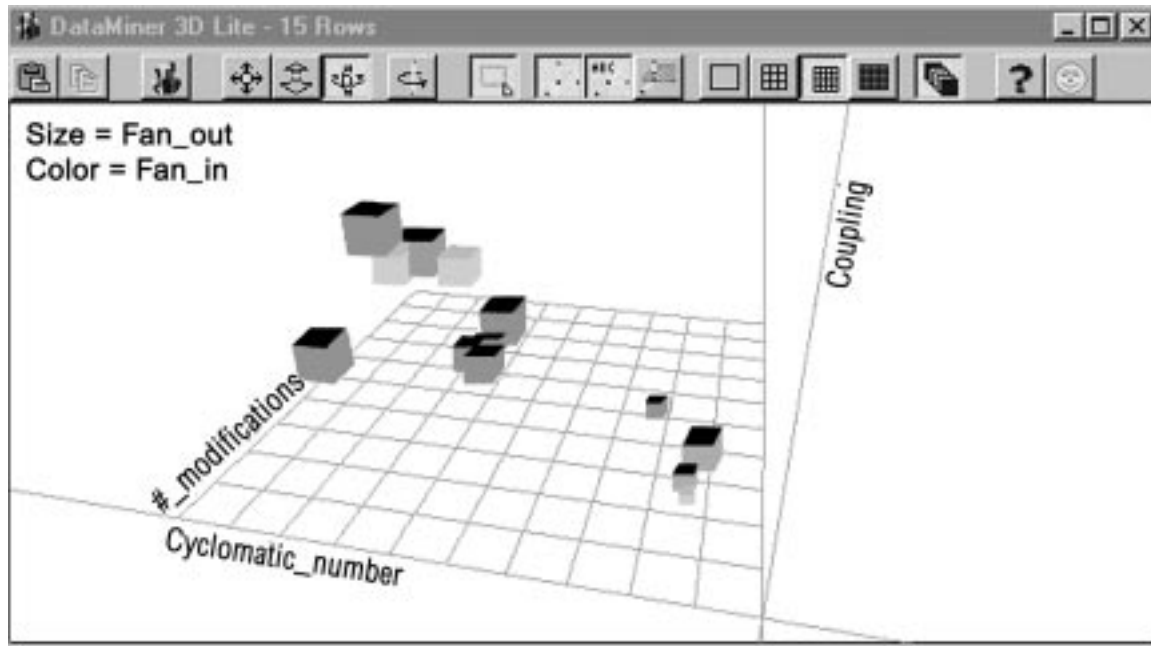 DataMiner 3D Lite - 15 Rows
Size = Fan_out
Color = Fan_in
Coupling
#_modifications
Cyclomatic_number